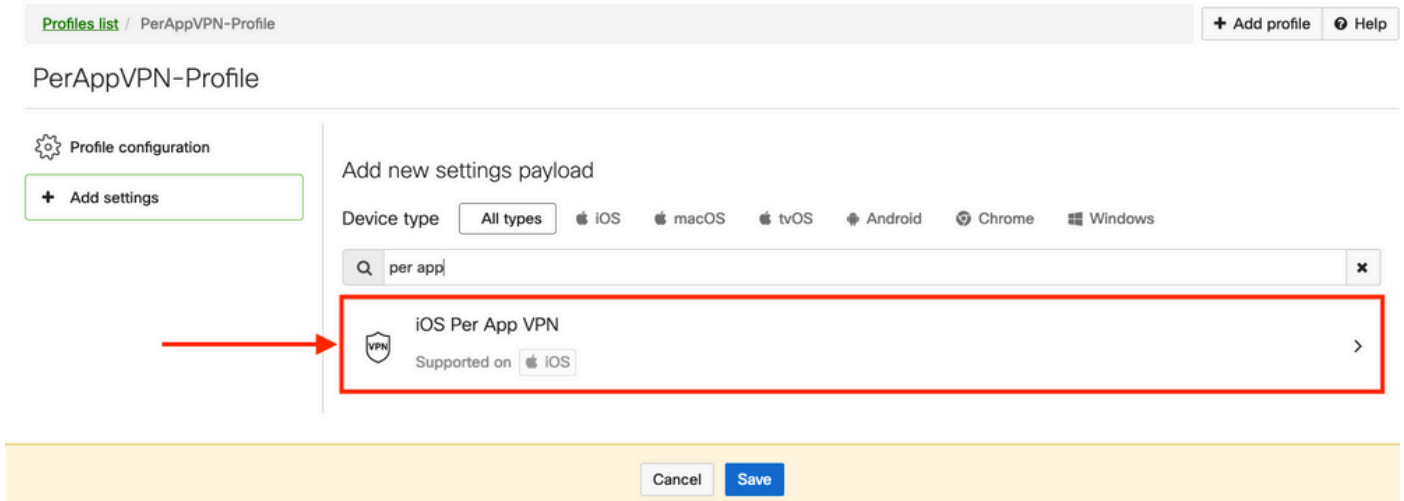 Profiles list / PerAppVPN-Profile
+ Add profile
Help
PerAppVPN-Profile
Profile configuration
+ Add settings
Add new settings payload
Device type All types iOS macOS tvOS Android Chrome Windows
per app
iOS Per App VPN
VPN
Supported on iOS
Cancel Save